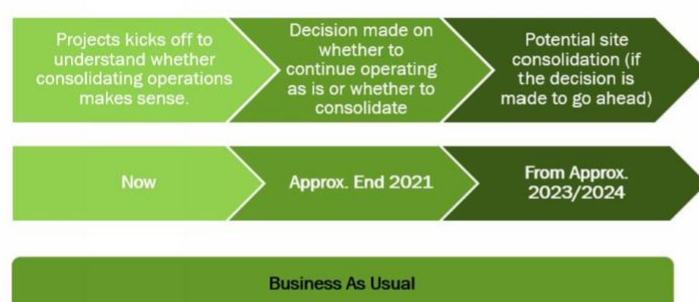 Projects kicks off to
understand whether
consolidating operations
makes sense.
Decision made on
whether to
continue operating
as is or whether to
consolidate
Potential site
consolidation (if
the decision is
made to go ahead)
Now
Approx. End 2021
From Approx.
2023/2024
Business As Usual